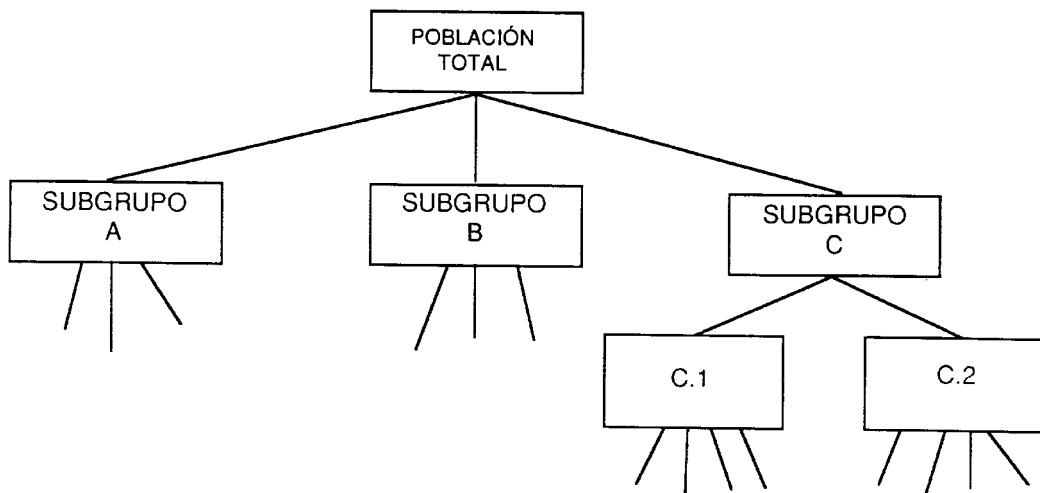 POBLACIÓN
TOTAL
SUBGRUPO
A
SUBGRUPO
B
SUBGRUPO
C
C.1
C.2